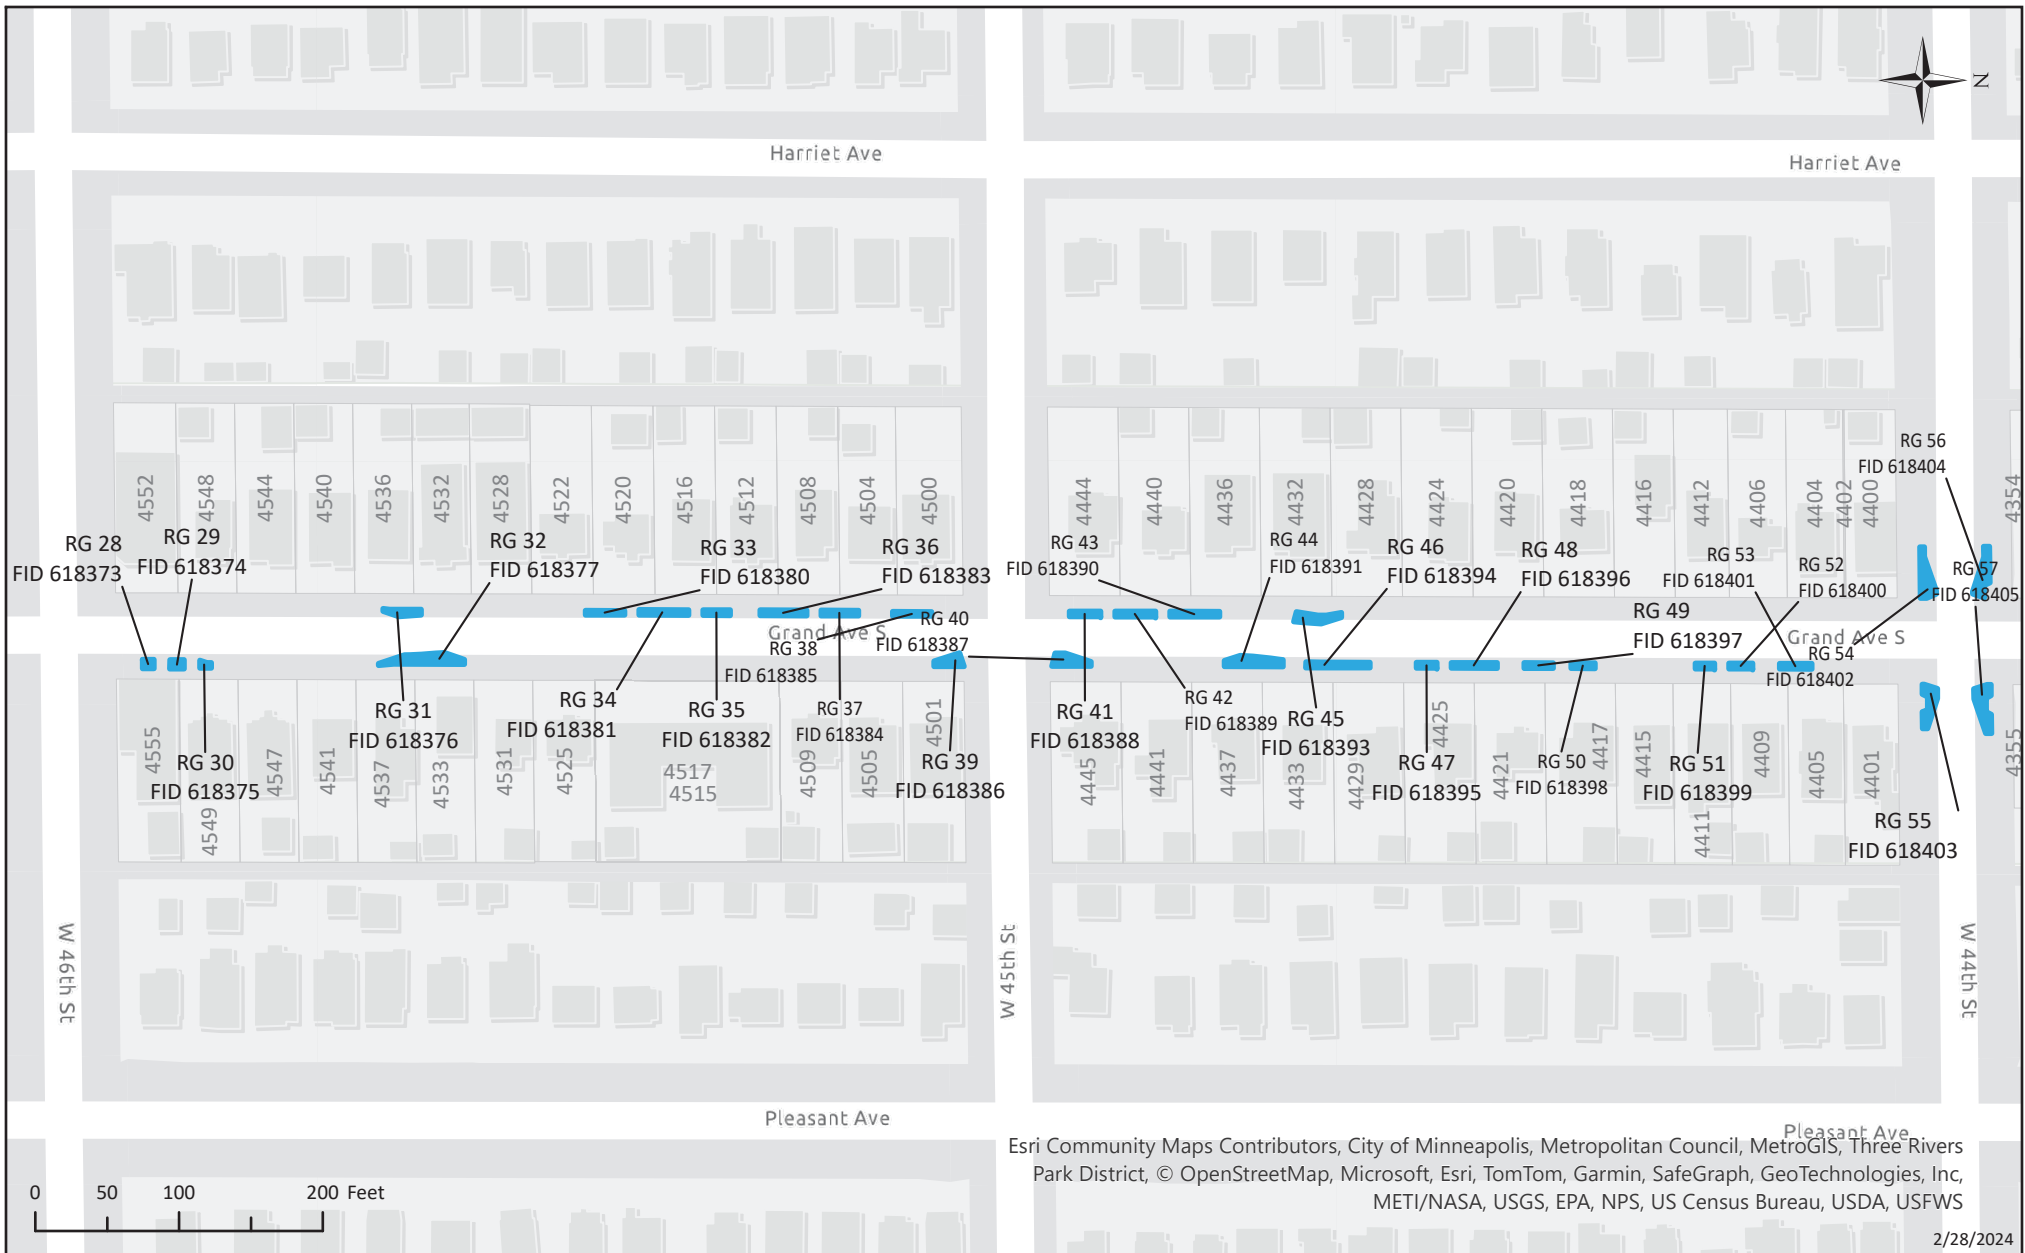 N
Harriet Ave
Harriet Ave
4552
4548
4544
4540
4536
4532
4528
4522
4520
4516
4512
4508
4504
4500
4444
4440
4436
4432
4428
4424
4420
4418
4416
4412
4406
4404
4402
4400
4354
RG 28
FID 618373
RG 29
FID 618374
RG 32
FID 618377
RG 33
FID 618380
RG 36
FID 618383
RG 43
FID 618390
RG 44
FID 618391
RG 46
FID 618394
RG 48
FID 618396
RG 53
FID 618401
RG 52
FID 618400
RG 56
FID 618404
RG 57
FID 618405
RG 49
FID 618397
RG 40
FID 618387
Grand Ave S
Grand Ave S
RG 38
FID 618385
RG 54
FID 618402
RG 31
FID 618376
RG 34
FID 618381
RG 35
FID 618382
RG 37
FID 618384
RG 30
FID 618375
RG 39
FID 618386
RG 41
FID 618388
RG 42
FID 618389
RG 45
FID 618393
RG 47
FID 618395
RG 50
FID 618398
RG 51
FID 618399
RG 55
FID 618403
4555
4549
4547
4541
4537
4533
4531
4525
4517
4515
4509
4505
4501
4445
4441
4437
4433
4429
4425
4421
4417
4415
4411
4409
4405
4401
4355
W 46th St
W 45th St
W 44th St
Pleasant Ave
Pleasant Ave
0 50 100 200 Feet
Esri Community Maps Contributors, City of Minneapolis, Metropolitan Council, MetroGIS, Three Rivers
Park District, © OpenStreetMap, Microsoft, Esri, TomTom, Garmin, SafeGraph, GeoTechnologies, Inc,
METI/NASA, USGS, EPA, NPS, US Census Bureau, USDA, USFWS
2/28/2024